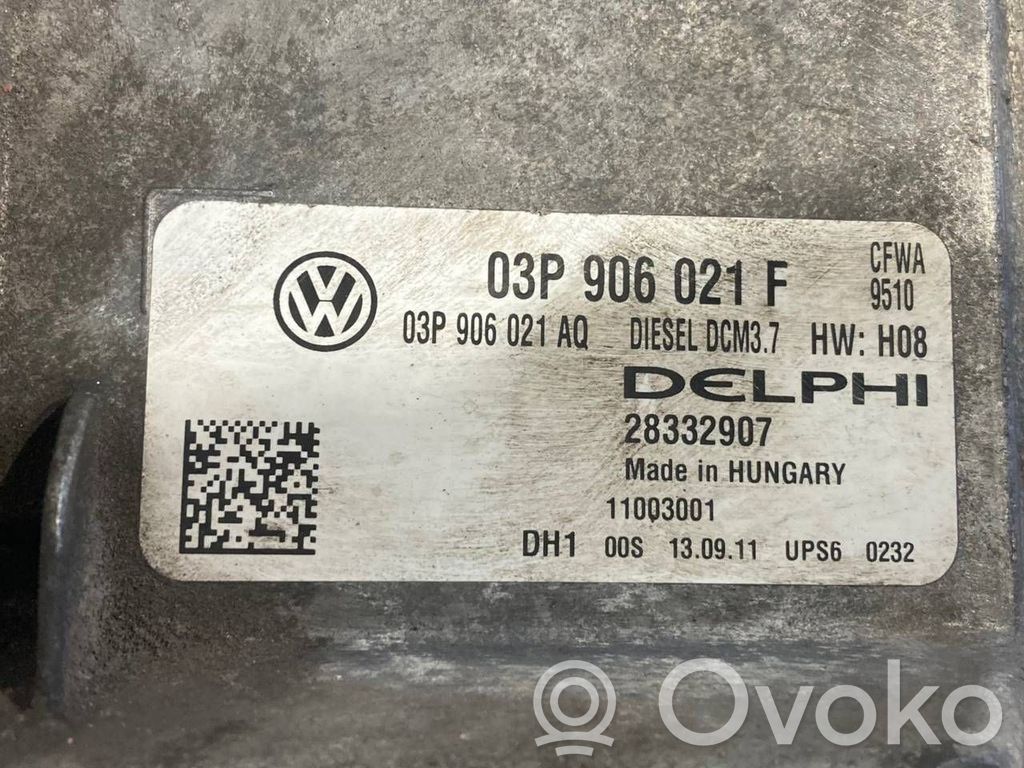 03P 906 021 F
CFWA
9510
03P 906 021 AQ DIESEL DCM3.7 HW: H08
DELPHI
28332907
Made in HUNGARY
11003001
DH1 00S 13.09.11 UPS6 0232
Ovoko